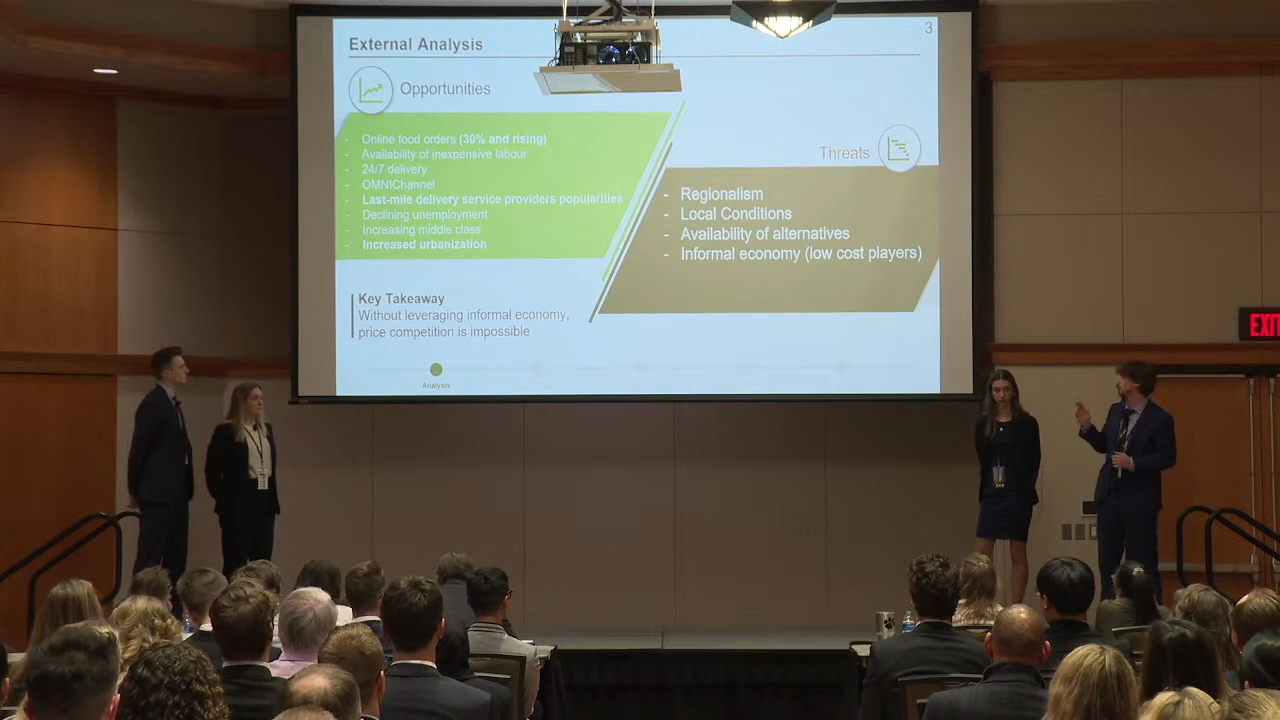 External Analysis
3
Opportunities
- Online food orders (30% and rising)
- Availability of inexpensive labour
- 24/7 delivery
- OMNIChannel
- Last-mile delivery service providers popularities
- Declining unemployment
- Increasing middle class
- Increased urbanization
Threats
- Regionalism
- Local Conditions
- Availability of alternatives
- Informal economy (low cost players)
Key Takeaway
Without leveraging informal economy,
price competition is impossible
Analysis
EXIT